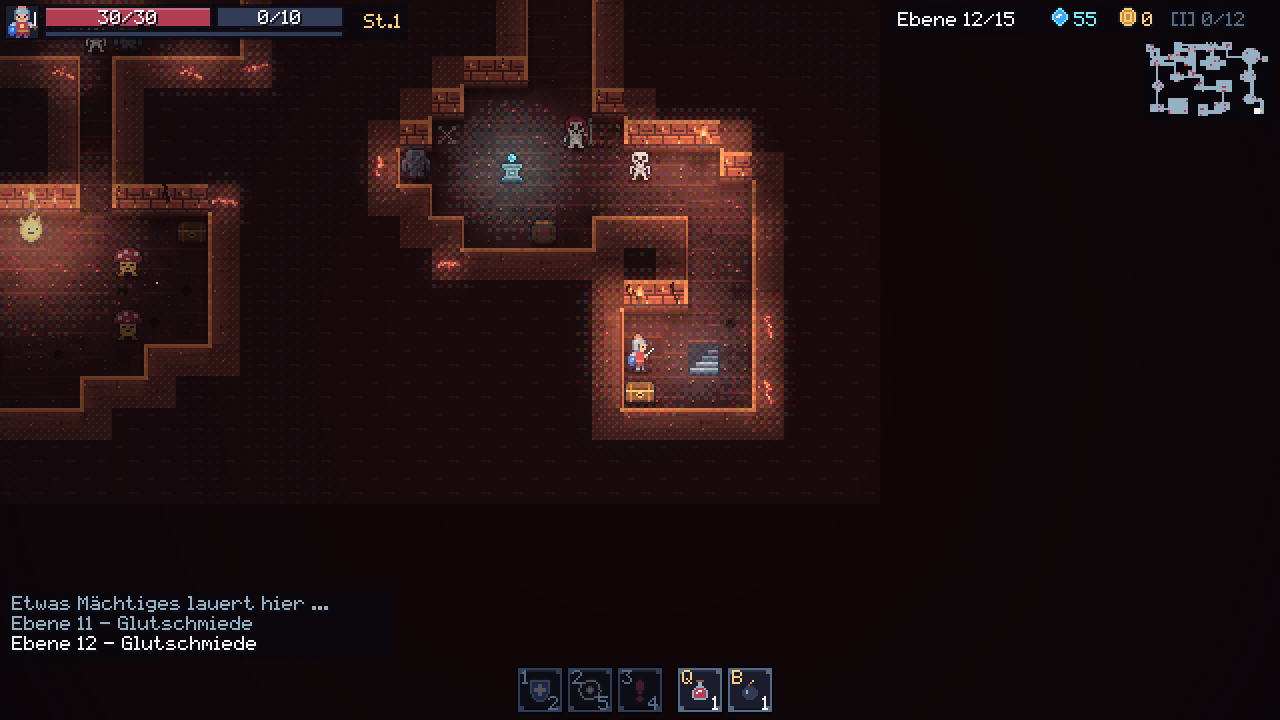 30/30
0/10
St.1
Ebene 12/15
55
0
[I] 0/12
Etwas Mächtiges lauert hier ...
Ebene 11 - Glutschmiede
Ebene 12 - Glutschmiede
1
2
2
5
3
4
Q
1
B
1